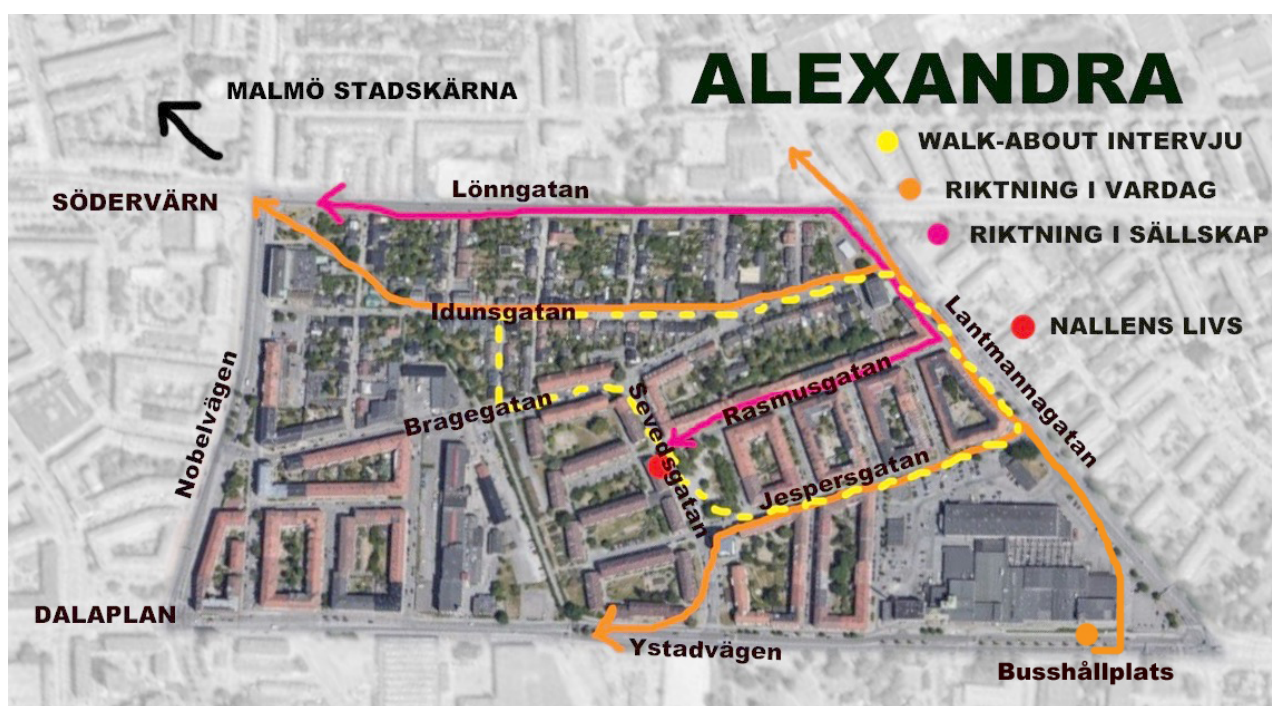 ALEXANDRA
MALMÖ STADSKÄRNA
WALK-ABOUT INTERVJU
RIKTNING I VARDAG
SÖDERVÄRN
Lönngatan
RIKTNING I SÄLLSKAP
Idunsgatan
Lantmannagatan
NALLENS LIVS
Nobelvägen
Bragegatan
Sevedsgatan
Rasmusgatan
Jespersgatan
DALAPLAN
Ystadvägen
Busshållplats